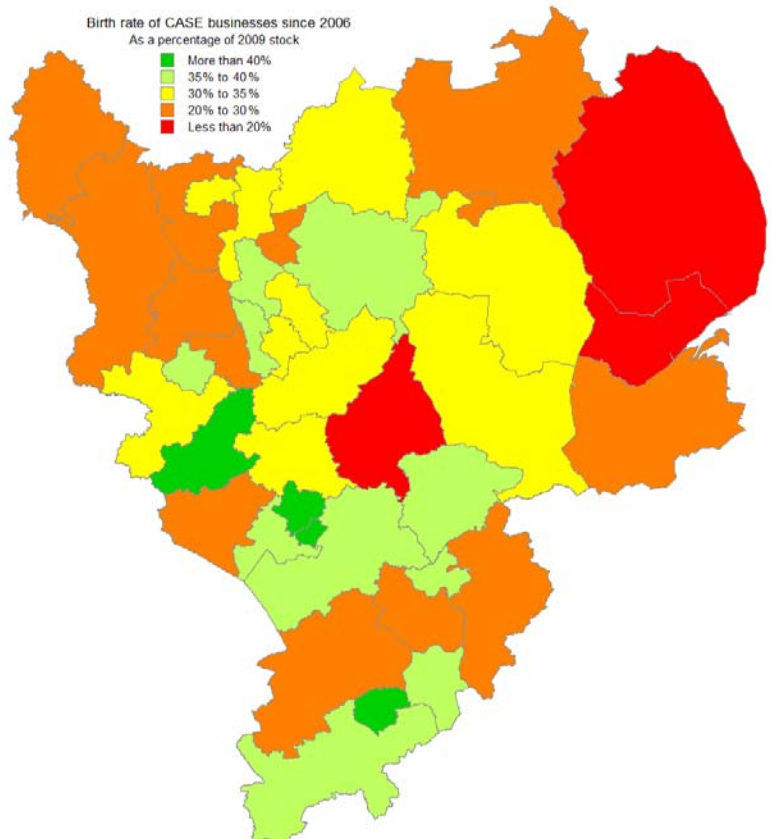 Birth rate of CASE businesses since 2006
As a percentage of 2009 stock
More than 40%
35% to 40%
30% to 35%
20% to 30%
Less than 20%